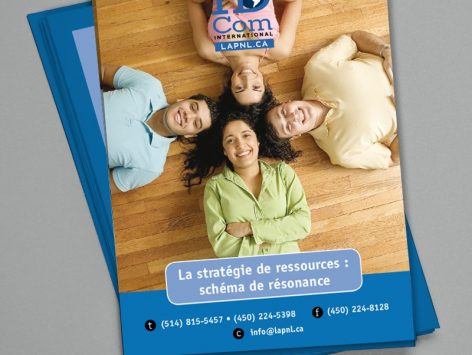 Com
INTERNATIONAL
LAPNL.CA
La stratégie de ressources :
schéma de résonance
t (514) 815-5457 • (450) 224-5398 f (450) 224-8128
c info@lapnl.ca